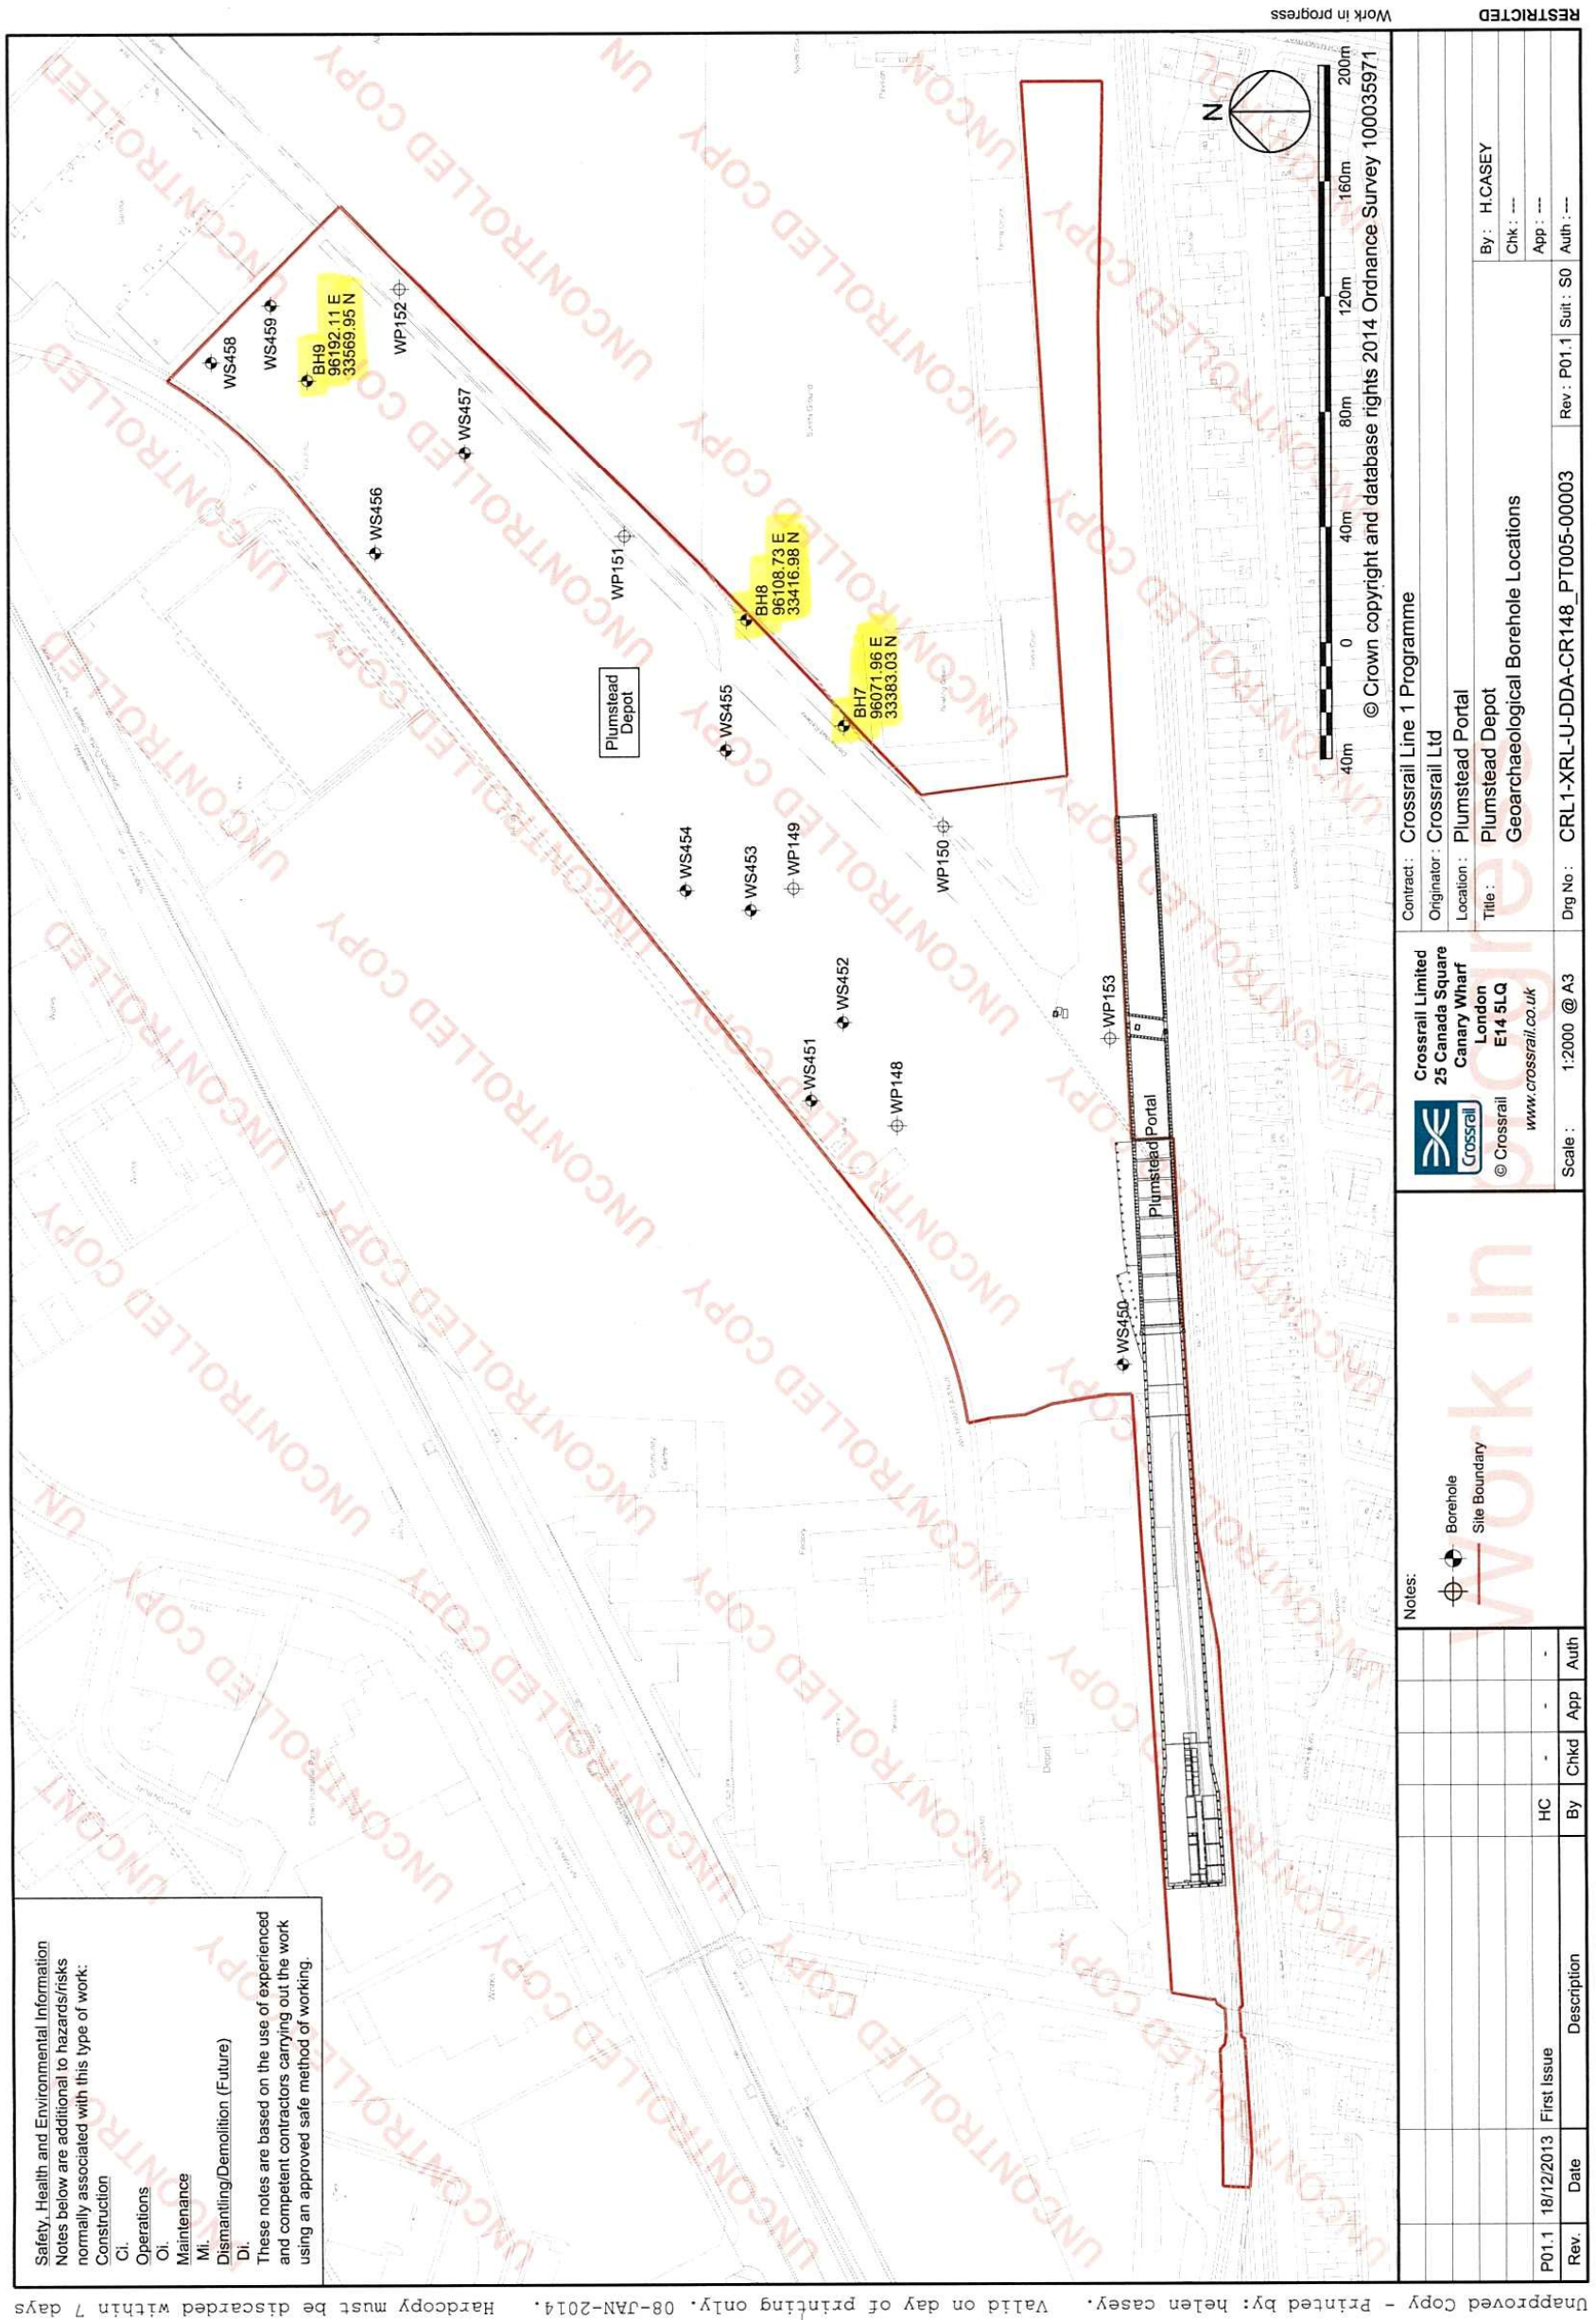 Unapproved Copy - Printed by: helen casey. Valid on day of printing only. 08-JAN-2014. Hardcopy must be discarded within 7 days
RESTRICTED
Work in progress
Safety, Health and Environmental Information
Notes below are additional to hazards/risks
normally associated with this type of work:
Construction
Ci.
Operations
Oi.
Maintenance
Mi.
Dismantling/Demolition (Future)
Di.
These notes are based on the use of experienced
and competent contractors carrying out the work
using an approved safe method of working.
WS458
WS459
BH9
96192.11 E
33569.95 N
WP152
WS457
WS456
WP151
Plumstead
Depot
BH8
96108.73 E
33416.98 N
BH7
96071.96 E
33383.03 N
WS455
WS454
WS453
WP149
WP150
WS452
WS451
WP148
WP153
Plumstead Portal
WS450
N
40m 0 40m 80m 120m 160m 200m
© Crown copyright and database rights 2014 Ordnance Survey 100035971
UNCONTROLLED COPY
Work in progress
Notes:
Borehole
Site Boundary
P01.1 18/12/2013 First Issue HC - - -
Rev. Date Description By Chkd App Auth
Crossrail
© Crossrail
Crossrail Limited
25 Canada Square
Canary Wharf
London
E14 5LQ
www.crossrail.co.uk
Scale : 1:2000 @ A3
Contract : Crossrail Line 1 Programme
Originator : Crossrail Ltd
Location : Plumstead Portal
Title : Plumstead Depot
Geoarchaeological Borehole Locations
By : H.CASEY
Chk : ---
App : ---
Drg No : CRL1-XRL-U-DDA-CR148_PT005-00003
Rev : P01.1 Suit : S0 Auth : ---